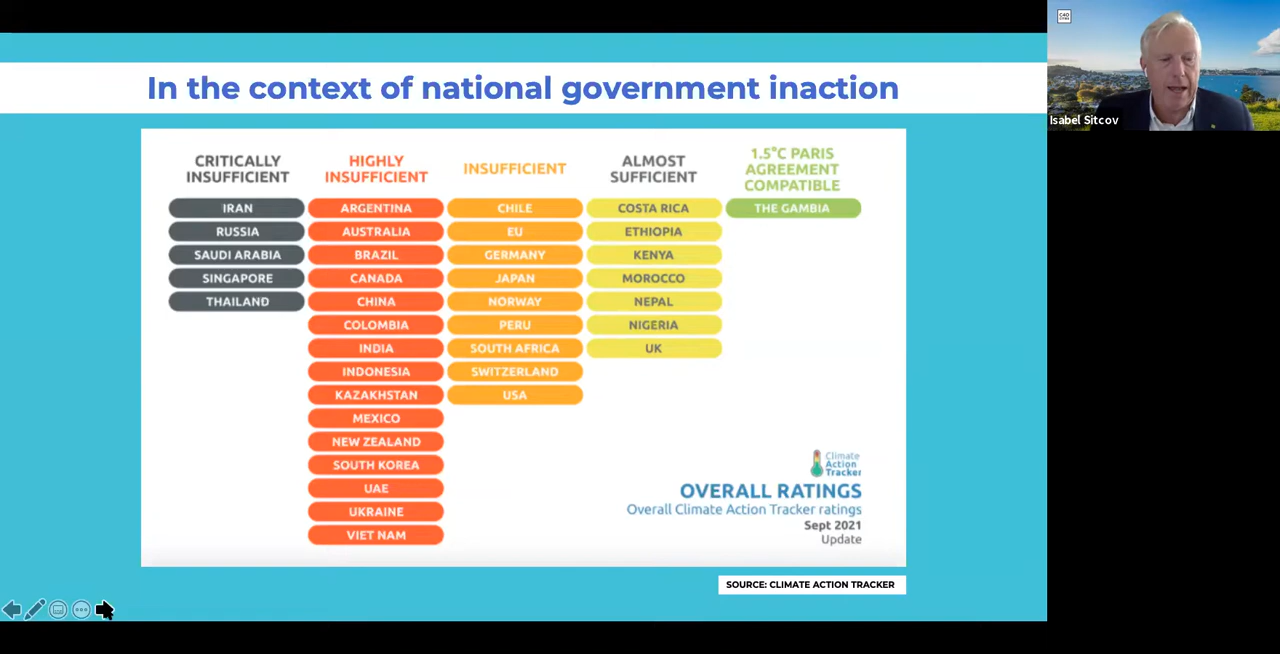 In the context of national government inaction
CRITICALLY
INSUFFICIENT
IRAN
RUSSIA
SAUDI ARABIA
SINGAPORE
THAILAND
HIGHLY
INSUFFICIENT
ARGENTINA
AUSTRALIA
BRAZIL
CANADA
CHINA
COLOMBIA
INDIA
INDONESIA
KAZAKHSTAN
MEXICO
NEW ZEALAND
SOUTH KOREA
UAE
UKRAINE
VIET NAM
INSUFFICIENT
CHILE
EU
GERMANY
JAPAN
NORWAY
PERU
SOUTH AFRICA
SWITZERLAND
USA
ALMOST
SUFFICIENT
COSTA RICA
ETHIOPIA
KENYA
MOROCCO
NEPAL
NIGERIA
UK
1.5°C PARIS
AGREEMENT
COMPATIBLE
THE GAMBIA
Climate
Action
Tracker
OVERALL RATINGS
Overall Climate Action Tracker ratings
Sept 2021
Update
SOURCE: CLIMATE ACTION TRACKER
C40
Isabel Sitcov